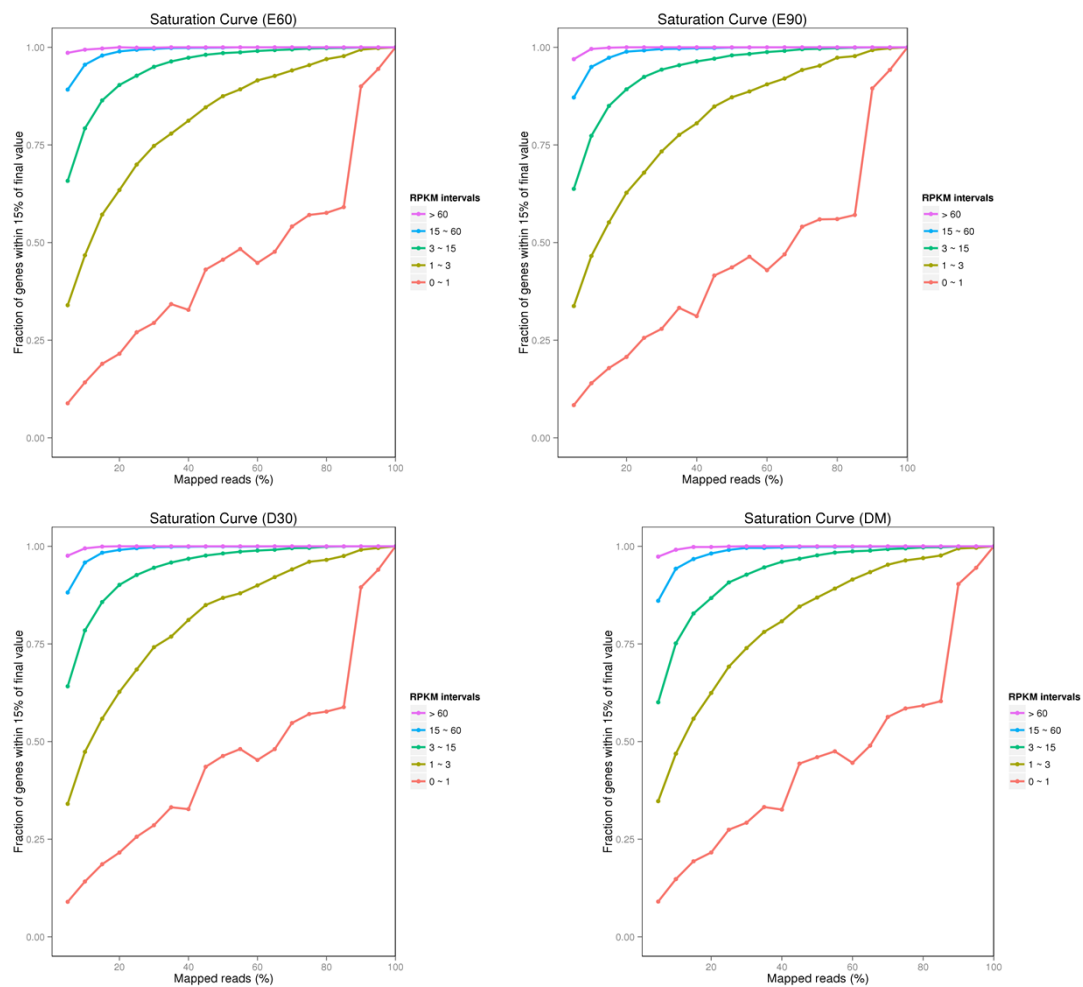 Saturation Curve (E60)
Fraction of genes within 15% of final value
1.00
0.75
0.50
0.25
0.00
20 40 60 80 100
Mapped reads (%)
RPKM intervals
> 60
15 ~ 60
3 ~ 15
1 ~ 3
0 ~ 1
Saturation Curve (E90)
Fraction of genes within 15% of final value
1.00
0.75
0.50
0.25
0.00
20 40 60 80 100
Mapped reads (%)
RPKM intervals
> 60
15 ~ 60
3 ~ 15
1 ~ 3
0 ~ 1
Saturation Curve (D30)
Fraction of genes within 15% of final value
1.00
0.75
0.50
0.25
0.00
20 40 60 80 100
Mapped reads (%)
RPKM intervals
> 60
15 ~ 60
3 ~ 15
1 ~ 3
0 ~ 1
Saturation Curve (DM)
Fraction of genes within 15% of final value
1.00
0.75
0.50
0.25
0.00
20 40 60 80 100
Mapped reads (%)
RPKM intervals
> 60
15 ~ 60
3 ~ 15
1 ~ 3
0 ~ 1